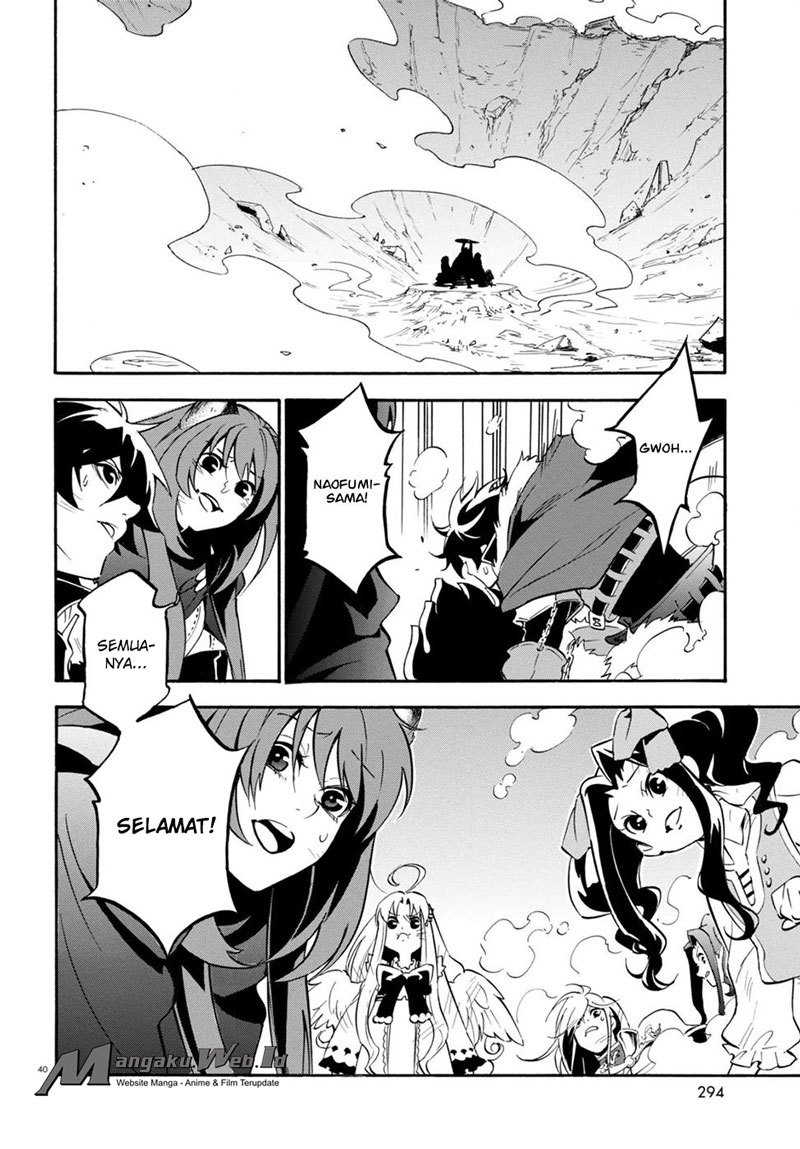 GWOH...
NAOFUMI-
SAMA!
SEMUA-
NYA...
SELAMAT!
40
MangakuWeb.Id
Website Manga - Anime & Film Terupdate
294